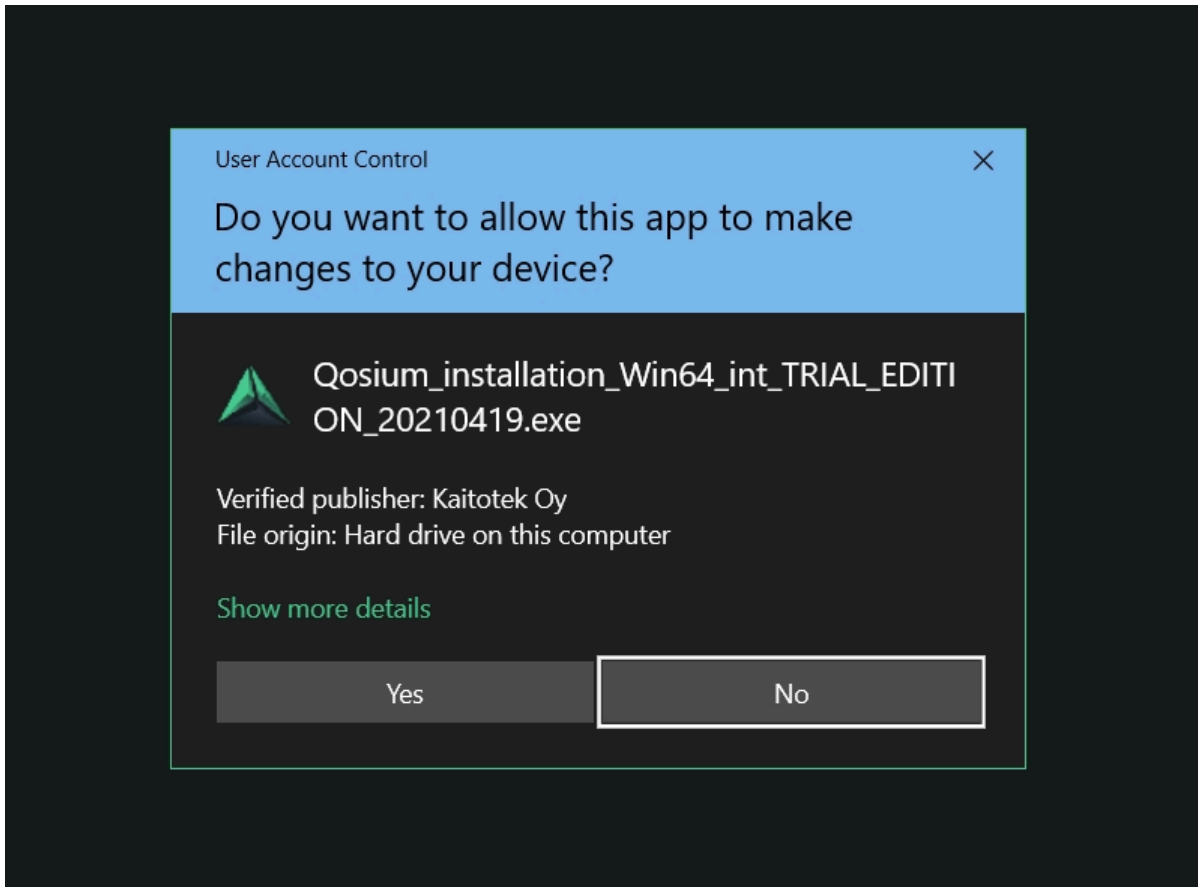 User Account Control
Do you want to allow this app to make
changes to your device?
Qosium_installation_Win64_int_TRIAL_EDITI
ON_20210419.exe
Verified publisher: Kaitotek Oy
File origin: Hard drive on this computer
Show more details
Yes
No